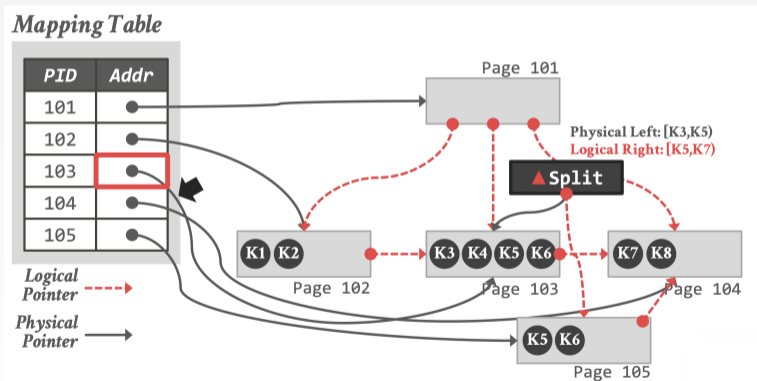 Mapping Table
PID Addr
101
102
103
104
105
Page 101
Physical Left: [K3,K5)
Logical Right: [K5,K7)
▲Split
K1 K2
Page 102
K3 K4 K5 K6
Page 103
K7 K8
Page 104
K5 K6
Page 105
Logical
Pointer
Physical
Pointer